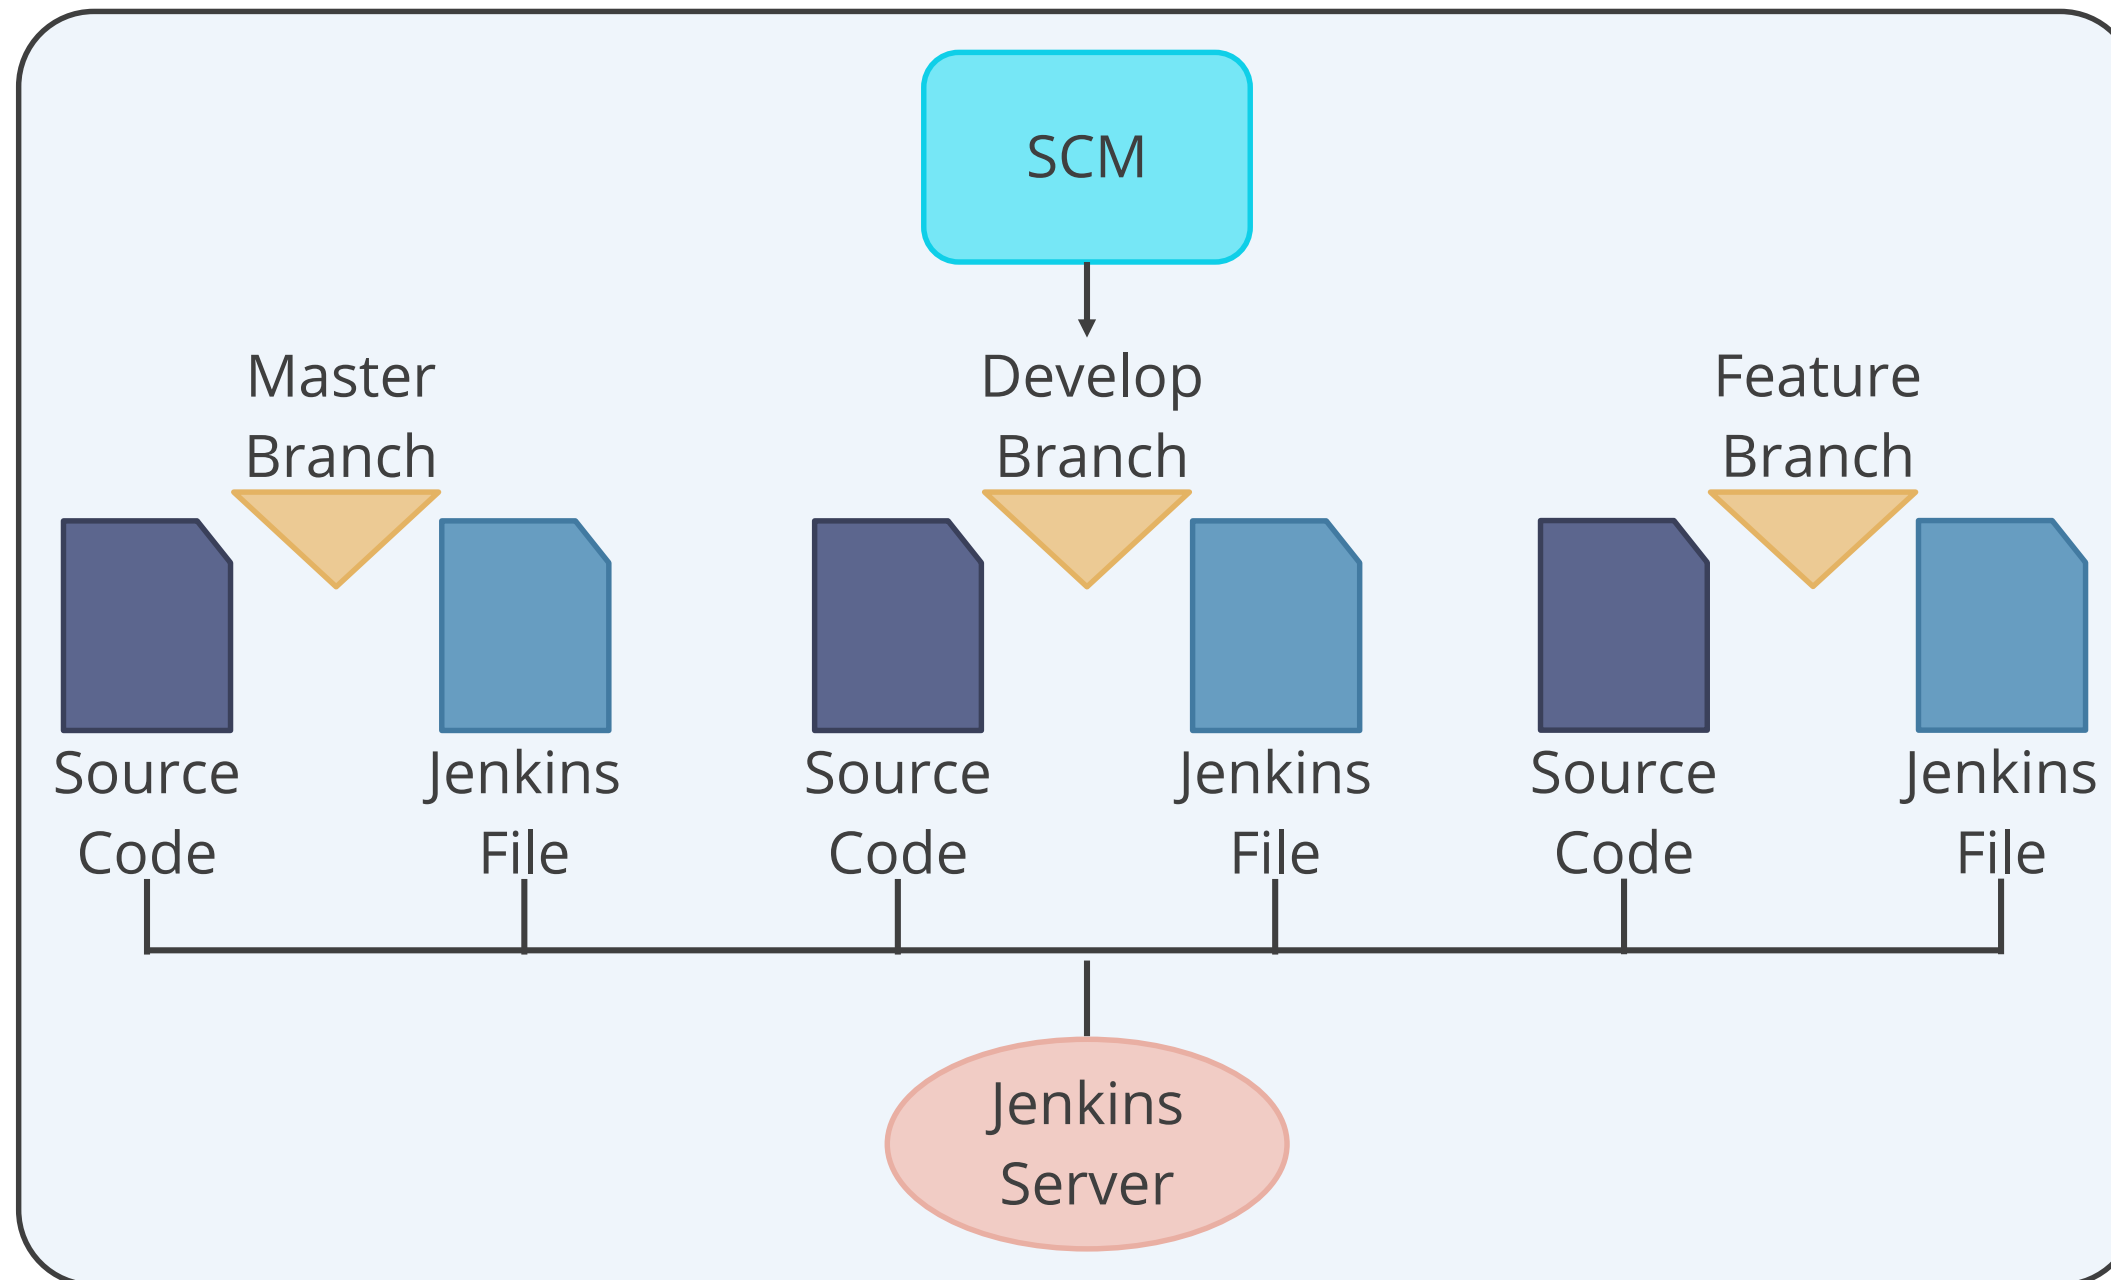 SCM
Master
Branch
Develop
Branch
Feature
Branch
Source
Code
Jenkins
File
Source
Code
Jenkins
File
Source
Code
Jenkins
File
Jenkins
Server